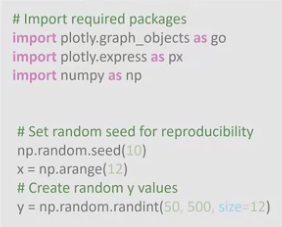 # Import required packages
import plotly.graph_objects as go
import plotly.express as px
import numpy as np
# Set random seed for reproducibility
np.random.seed(10)
x = np.arange(12)
# Create random y values
y = np.random.randint(50, 500, size=12)